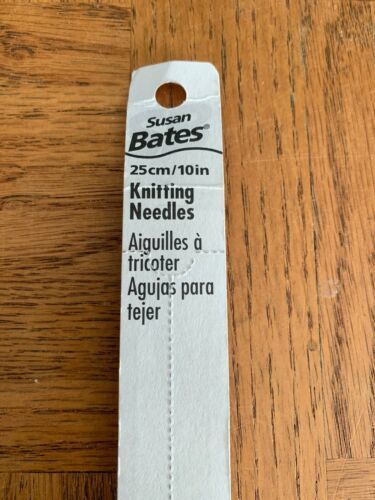 Susan
Bates®
25cm/10in
Knitting
Needles
Aiguilles à
tricoter
Agujas para
tejer